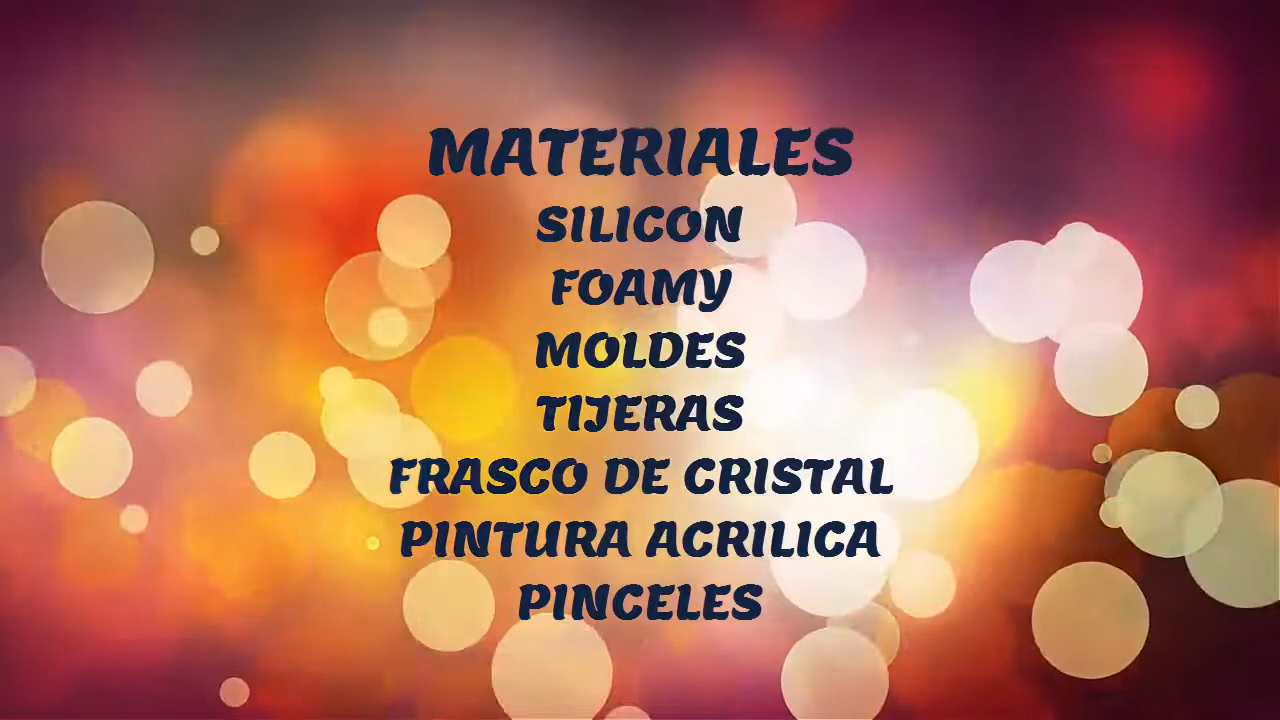 MATERIALES
SILICON
FOAMY
MOLDES
TIJERAS
FRASCO DE CRISTAL
PINTURA ACRILICA
PINCELES